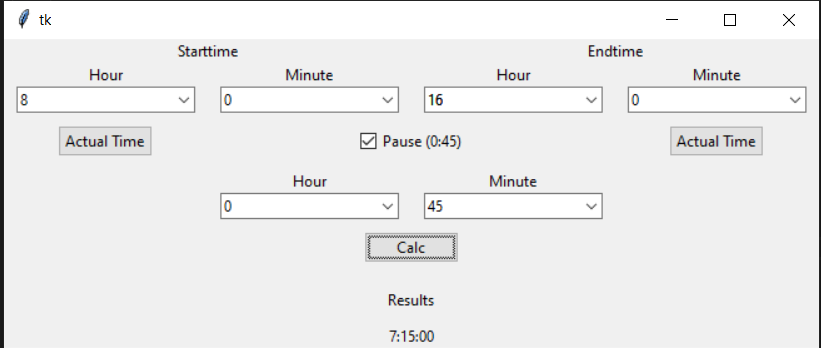 tk
Starttime Endtime
Hour Minute Hour Minute
8 0 16 0
Actual Time Pause (0:45) Actual Time
Hour Minute
0 45
Calc
Results
7:15:00